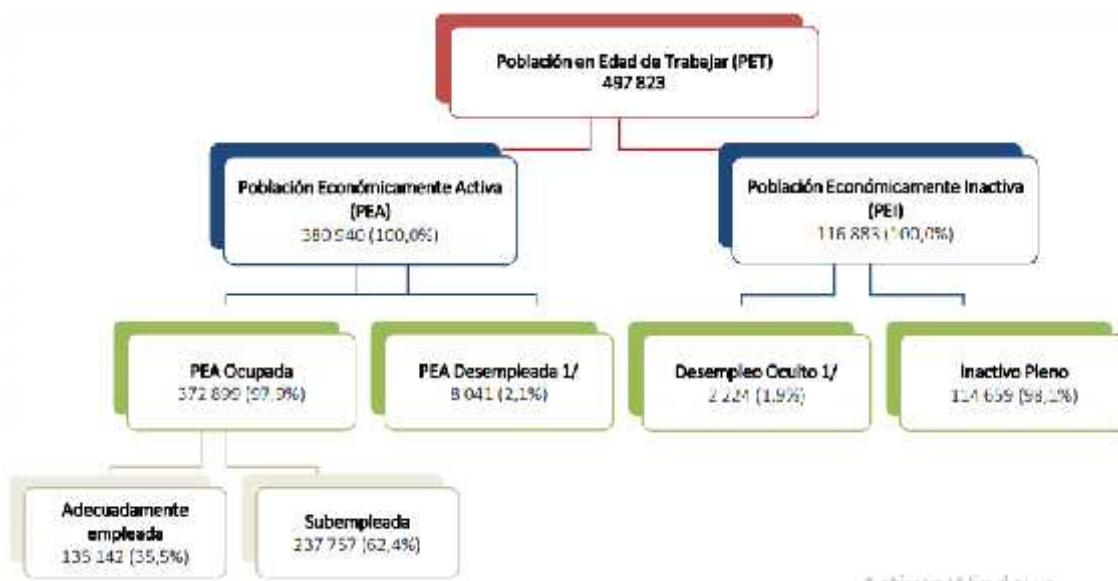 Población en Edad de Trabajar (PET)
497 823
Población Económicamente Activa
(PEA)
380 940 (100,0%)
Población Económicamente Inactiva
(PEI)
116 883 (100,0%)
PEA Ocupada
372 899 (97,9%)
PEA Desempleada 1/
8 041 (2,1%)
Desempleo Oculto 1/
2 224 (1,9%)
Inactivo Pleno
114 659 (98,1%)
Adecuadamente
empleada
135 142 (35,5%)
Subempleada
237 757 (62,4%)